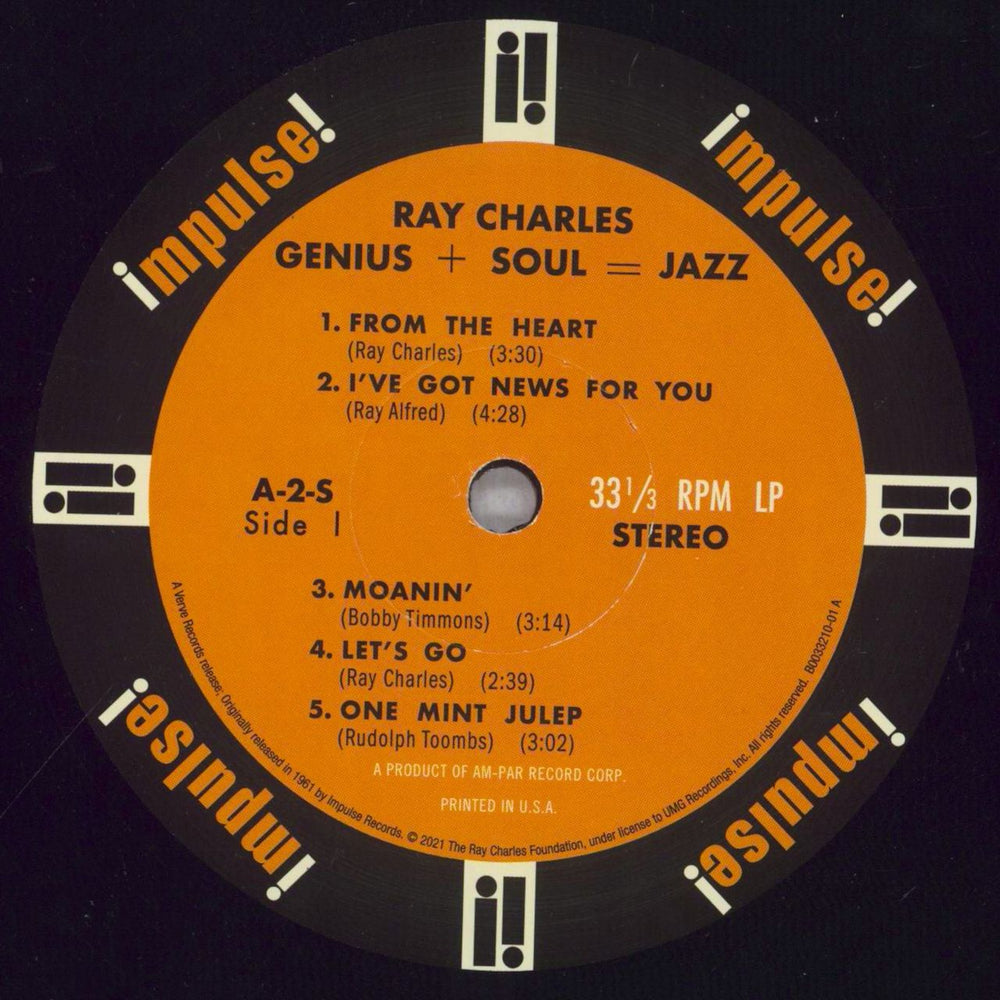 impulse!
impulse!
RAY CHARLES
GENIUS + SOUL = JAZZ
1. FROM THE HEART
(Ray Charles) (3:30)
2. I'VE GOT NEWS FOR YOU
(Ray Alfred) (4:28)
A-2-S
Side 1
33 1/3 RPM LP
STEREO
3. MOANIN'
(Bobby Timmons) (3:14)
4. LET'S GO
(Ray Charles) (2:39)
5. ONE MINT JULEP
(Rudolph Toombs) (3:02)
A PRODUCT OF AM-PAR RECORD CORP.
PRINTED IN U.S.A.
A Verve Records release; Originally released in 1961 by Impulse Records. © 2021 The Ray Charles Foundation, under license to UMG Recordings, Inc. All rights reserved. B0033210-01 A
impulse!
impulse!